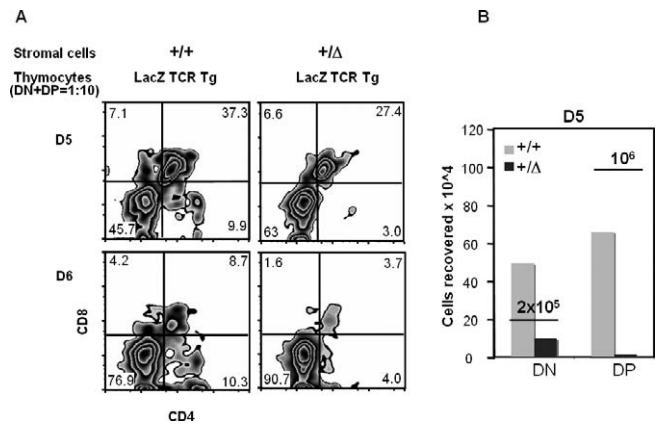 A
Stromal cells +/+ +/Δ
Thymocytes LacZ TCR Tg LacZ TCR Tg
(DN+DP=1:10)
D5
7.1 37.3
45.7 9.9
6.6 27.4
63 3.0
D6
4.2 8.7
76.9 10.3
1.6 3.7
90.7 4.0
CD8
CD4
B
D5
+/+
+/Δ
10⁶
2x10⁵
Cells recovered x 10^4
120
100
80
60
40
20
0
DN DP